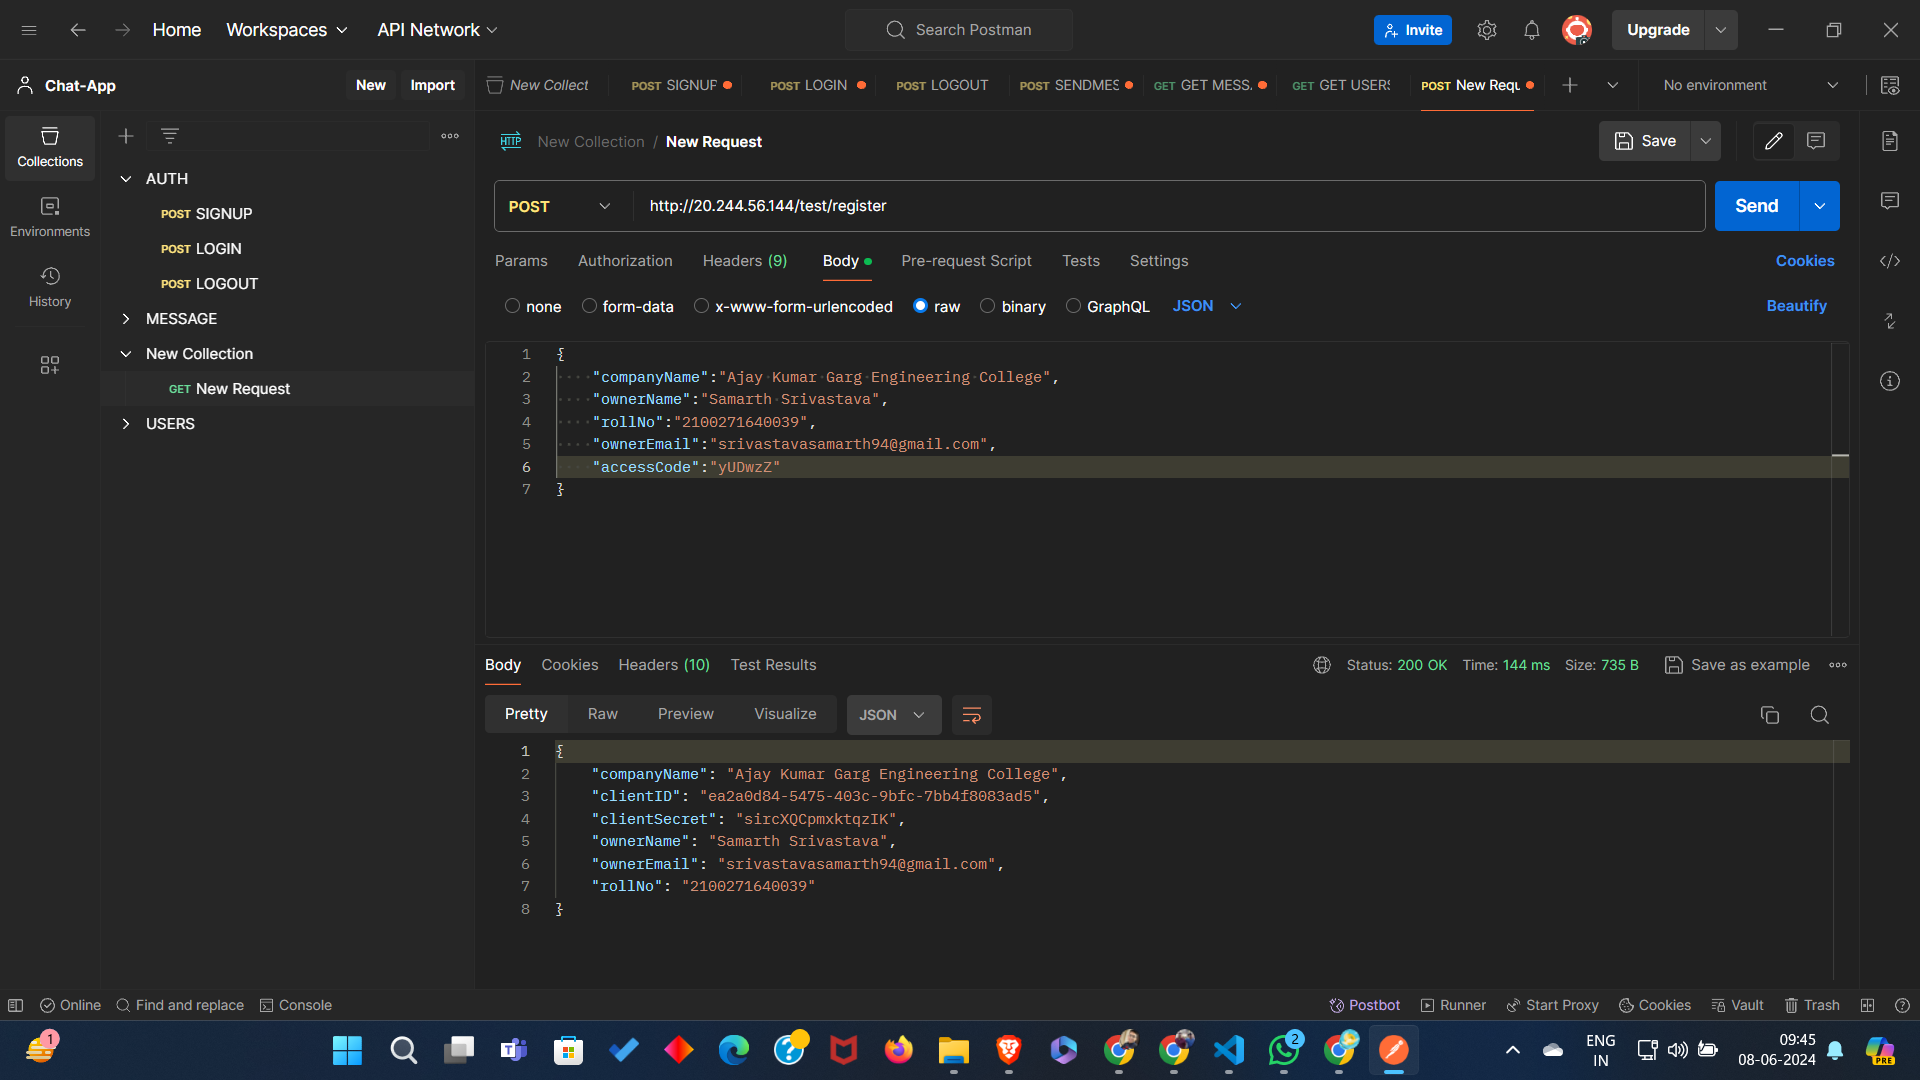 Home
Workspaces
API Network
Search Postman
Invite
Upgrade
Chat-App
New
Import
New Collect
POST SIGNUP
POST LOGIN
POST LOGOUT
POST SENDMES
GET GET MESS.
GET GET USERS
POST New Requ
No environment
Collections
Environments
History
AUTH
POST SIGNUP
POST LOGIN
POST LOGOUT
MESSAGE
New Collection
GET New Request
USERS
HTTP New Collection / New Request
Save
POST
http://20.244.56.144/test/register
Send
Params
Authorization
Headers (9)
Body
Pre-request Script
Tests
Settings
Cookies
none
form-data
x-www-form-urlencoded
raw
binary
GraphQL
JSON
Beautify
1 {
2 "companyName":"Ajay Kumar Garg Engineering College",
3 "ownerName":"Samarth Srivastava",
4 "rollNo":"2100271640039",
5 "ownerEmail":"srivastavasamarth94@gmail.com",
6 "accessCode":"yUDwzZ"
7 }
Body
Cookies
Headers (10)
Test Results
Status: 200 OK
Time: 144 ms
Size: 735 B
Save as example
Pretty
Raw
Preview
Visualize
JSON
1 {
2 "companyName": "Ajay Kumar Garg Engineering College",
3 "clientID": "ea2a0d84-5475-403c-9bfc-7bb4f8083ad5",
4 "clientSecret": "sircXQCpmxktqzIK",
5 "ownerName": "Samarth Srivastava",
6 "ownerEmail": "srivastavasamarth94@gmail.com",
7 "rollNo": "2100271640039"
8 }
Online
Find and replace
Console
Postbot
Runner
Start Proxy
Cookies
Vault
Trash
1
2
ENG
IN
09:45
08-06-2024
PRE